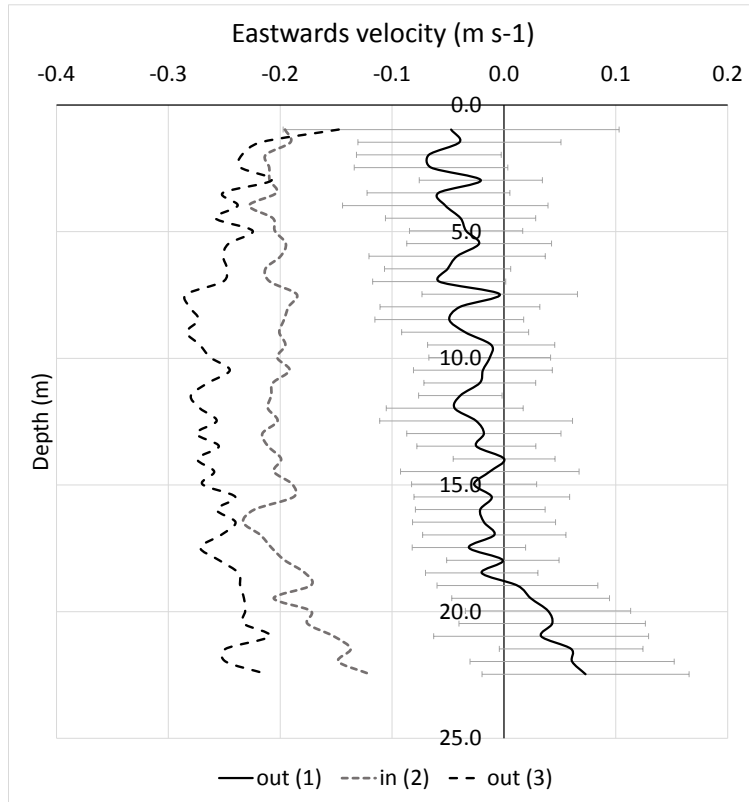 Eastwards velocity (m s-1)
-0.4 -0.3 -0.2 -0.1 0.0 0.1 0.2
0.0
5.0
10.0
15.0
20.0
25.0
Depth (m)
out (1) in (2) out (3)